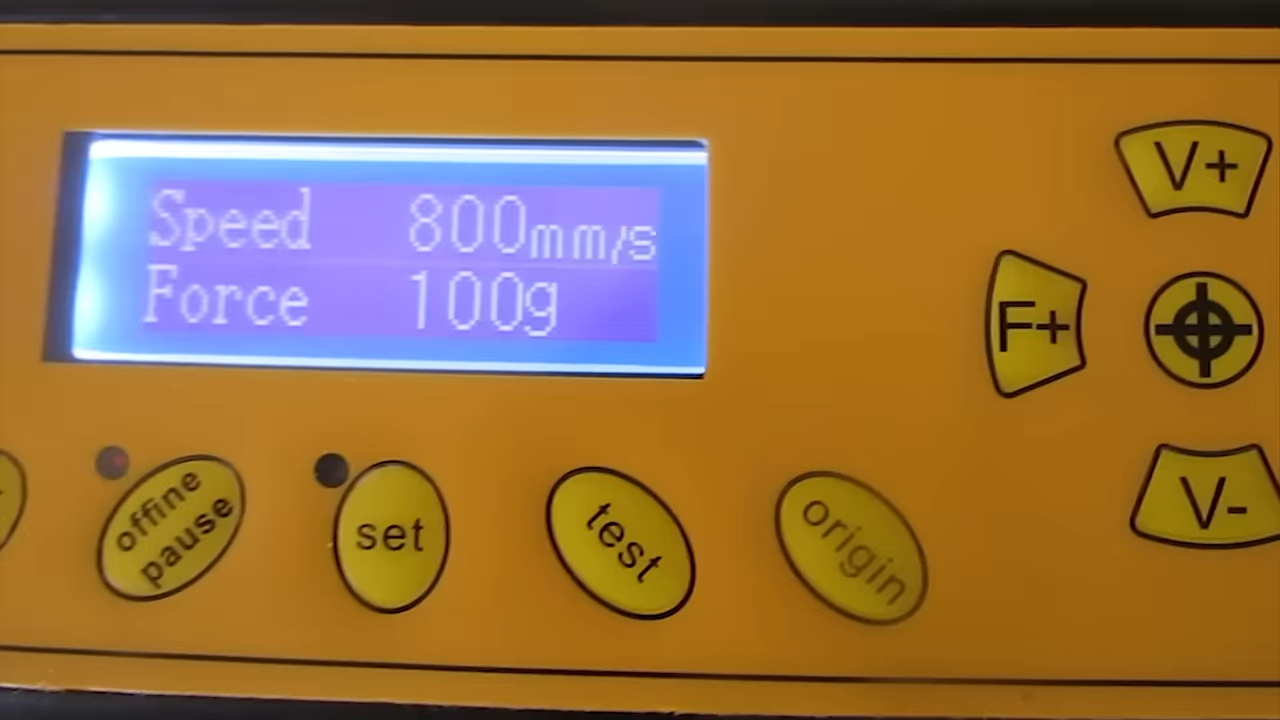 Speed 800mm/s
Force 100g
V+
F+
V-
offine
pause
set
test
origin